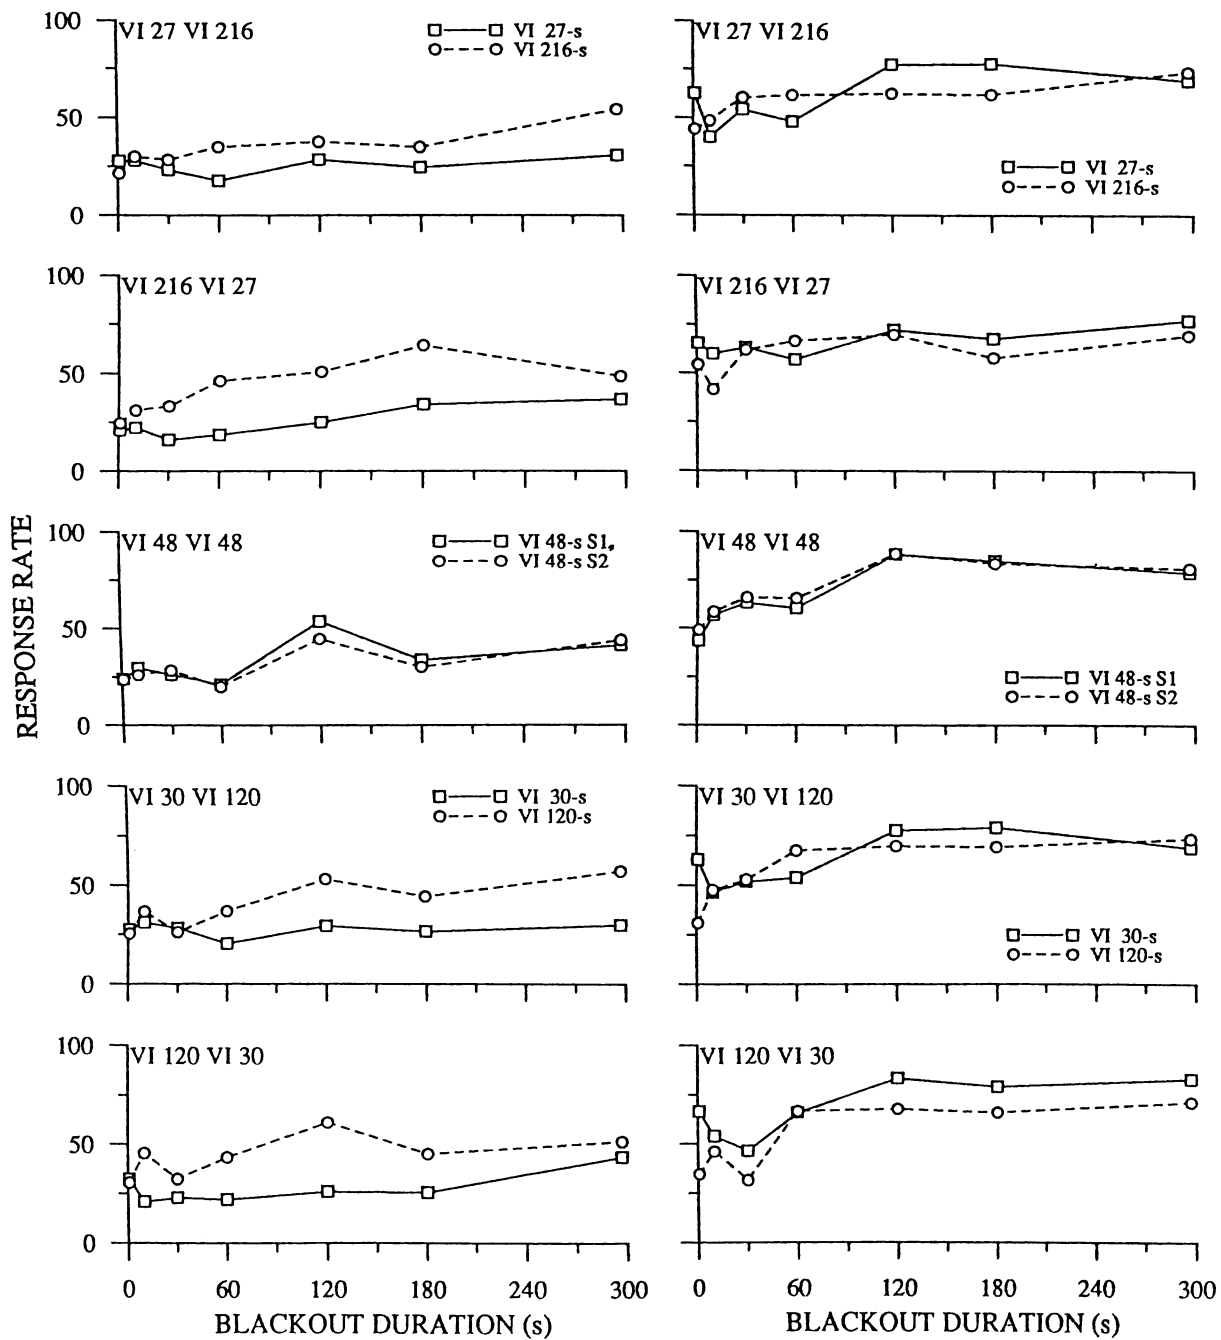 100
50
0
VI 27 VI 216
VI 27-s
VI 216-s
VI 27 VI 216
VI 27-s
VI 216-s
100
50
0
VI 216 VI 27
VI 216 VI 27
RESPONSE RATE
100
50
0
VI 48 VI 48
VI 48-s S1
VI 48-s S2
VI 48 VI 48
VI 48-s S1
VI 48-s S2
100
50
0
VI 30 VI 120
VI 30-s
VI 120-s
VI 30 VI 120
VI 30-s
VI 120-s
100
50
0
VI 120 VI 30
VI 120 VI 30
0 60 120 180 240 300
0 60 120 180 240 300
BLACKOUT DURATION (s)
BLACKOUT DURATION (s)